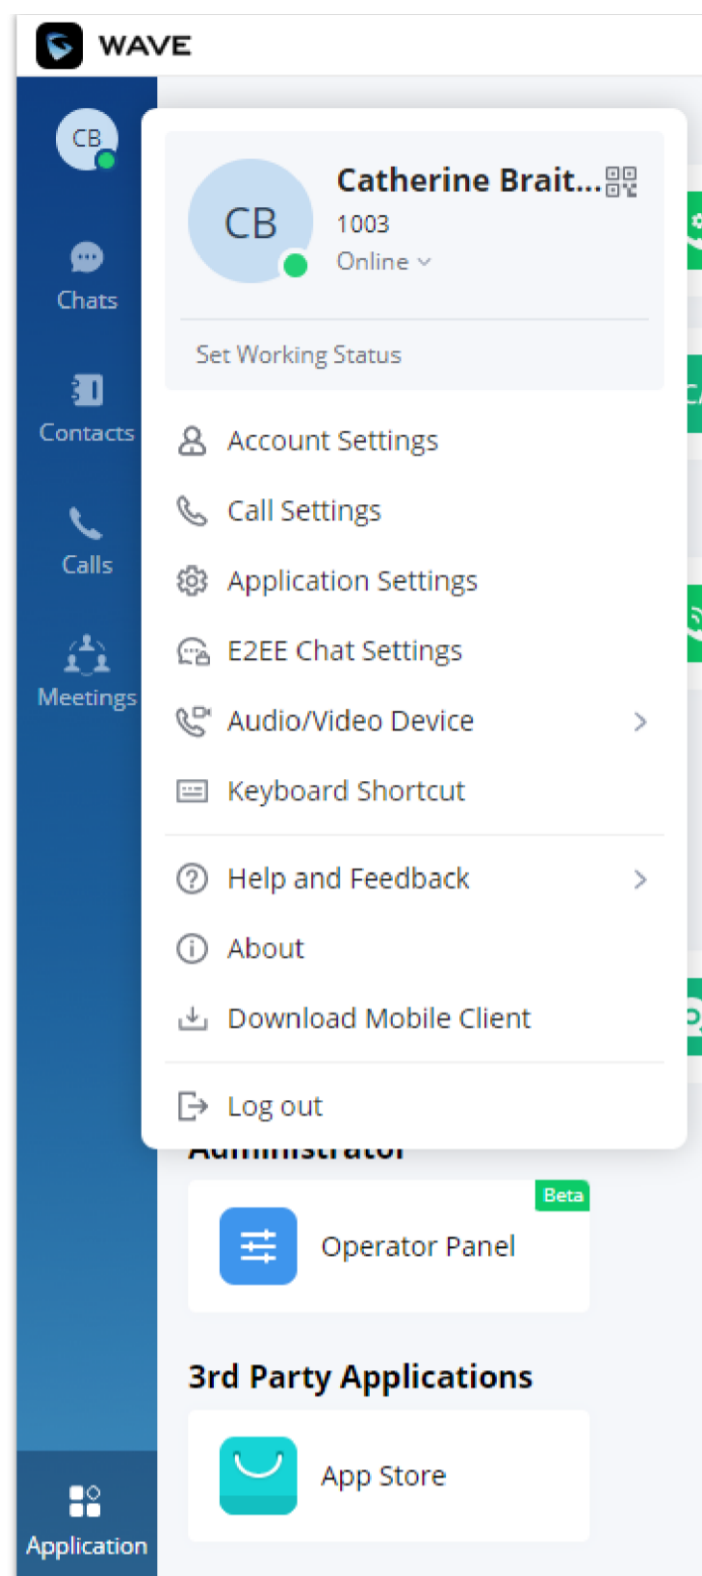 WAVE
CB
Chats
Contacts
Calls
Meetings
Application
CB
Catherine Brait...
1003
Online
Set Working Status
Account Settings
Call Settings
Application Settings
E2EE Chat Settings
Audio/Video Device
Keyboard Shortcut
Help and Feedback
About
Download Mobile Client
Log out
Administrator
Beta
Operator Panel
3rd Party Applications
App Store